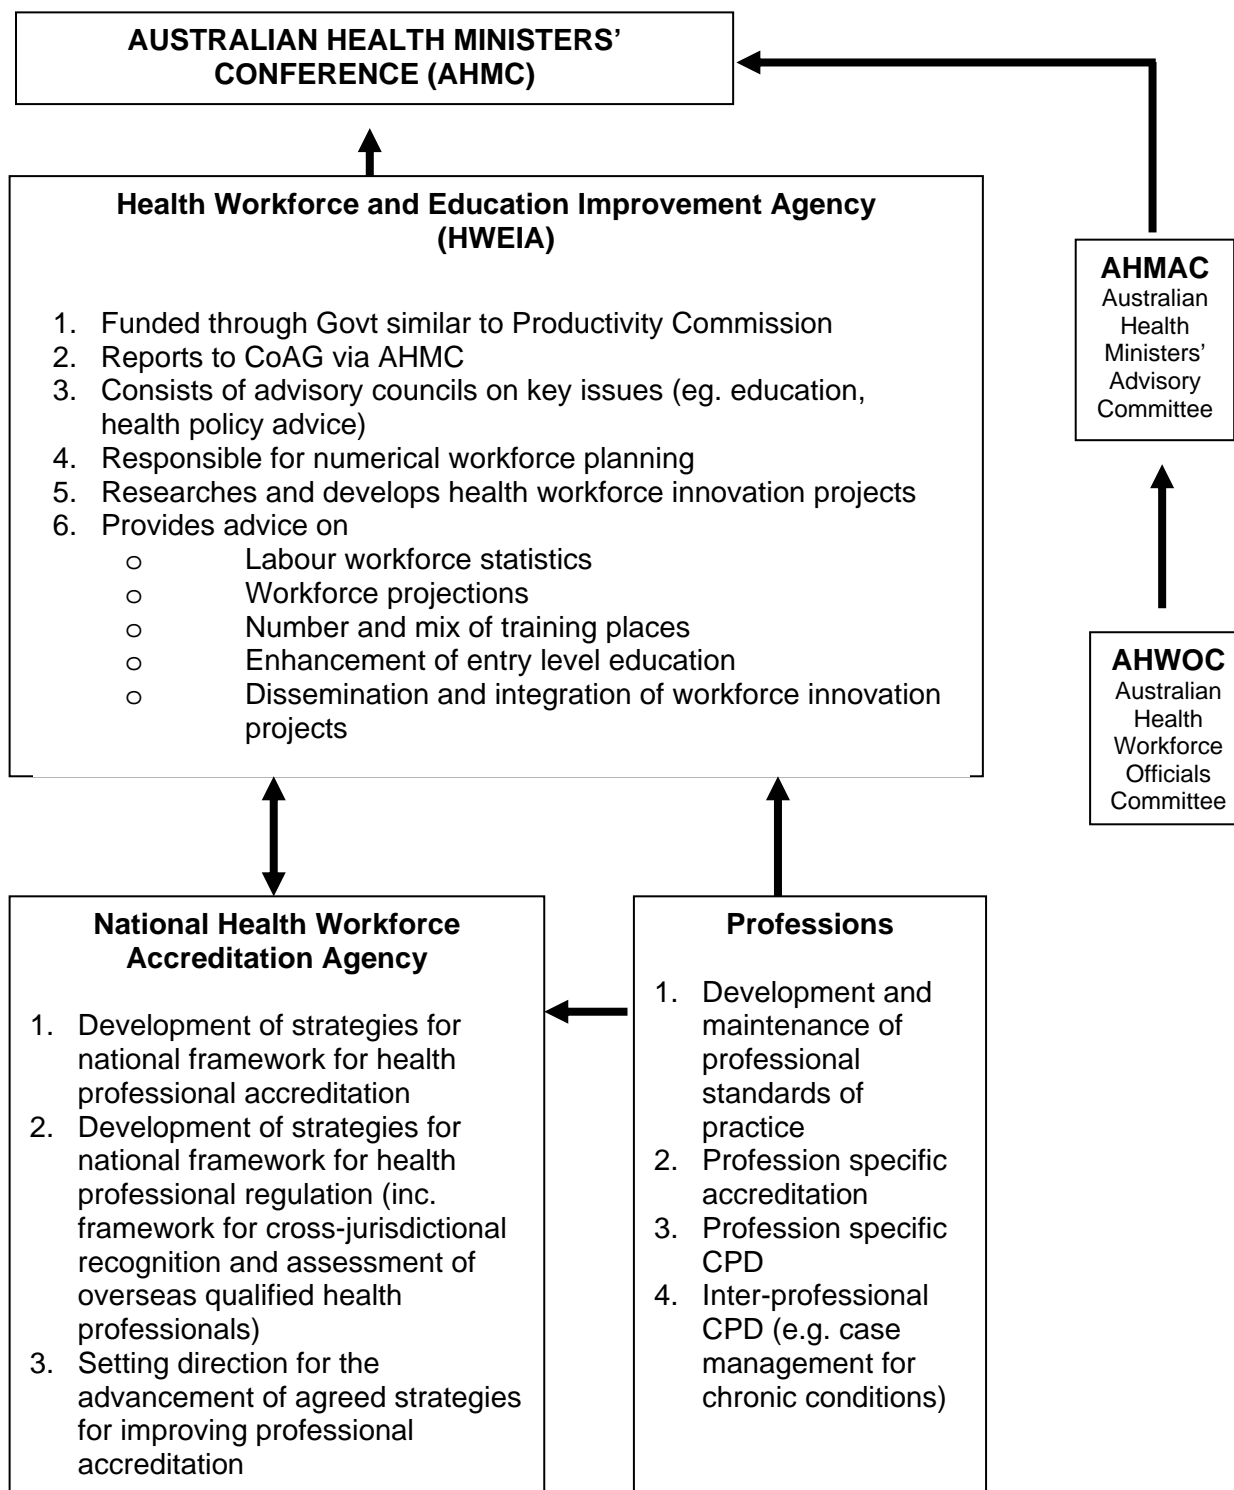 AUSTRALIAN HEALTH MINISTERS’
CONFERENCE (AHMC)
Health Workforce and Education Improvement Agency
(HWEIA)
1. Funded through Govt similar to Productivity Commission
2. Reports to CoAG via AHMC
3. Consists of advisory councils on key issues (eg. education,
health policy advice)
4. Responsible for numerical workforce planning
5. Researches and develops health workforce innovation projects
6. Provides advice on
o Labour workforce statistics
o Workforce projections
o Number and mix of training places
o Enhancement of entry level education
o Dissemination and integration of workforce innovation
projects
AHMAC
Australian
Health
Ministers’
Advisory
Committee
AHWOC
Australian
Health
Workforce
Officials
Committee
National Health Workforce
Accreditation Agency
1. Development of strategies for
national framework for health
professional accreditation
2. Development of strategies for
national framework for health
professional regulation (inc.
framework for cross-jurisdictional
recognition and assessment of
overseas qualified health
professionals)
3. Setting direction for the
advancement of agreed strategies
for improving professional
accreditation
Professions
1. Development and
maintenance of
professional
standards of
practice
2. Profession specific
accreditation
3. Profession specific
CPD
4. Inter-professional
CPD (e.g. case
management for
chronic conditions)